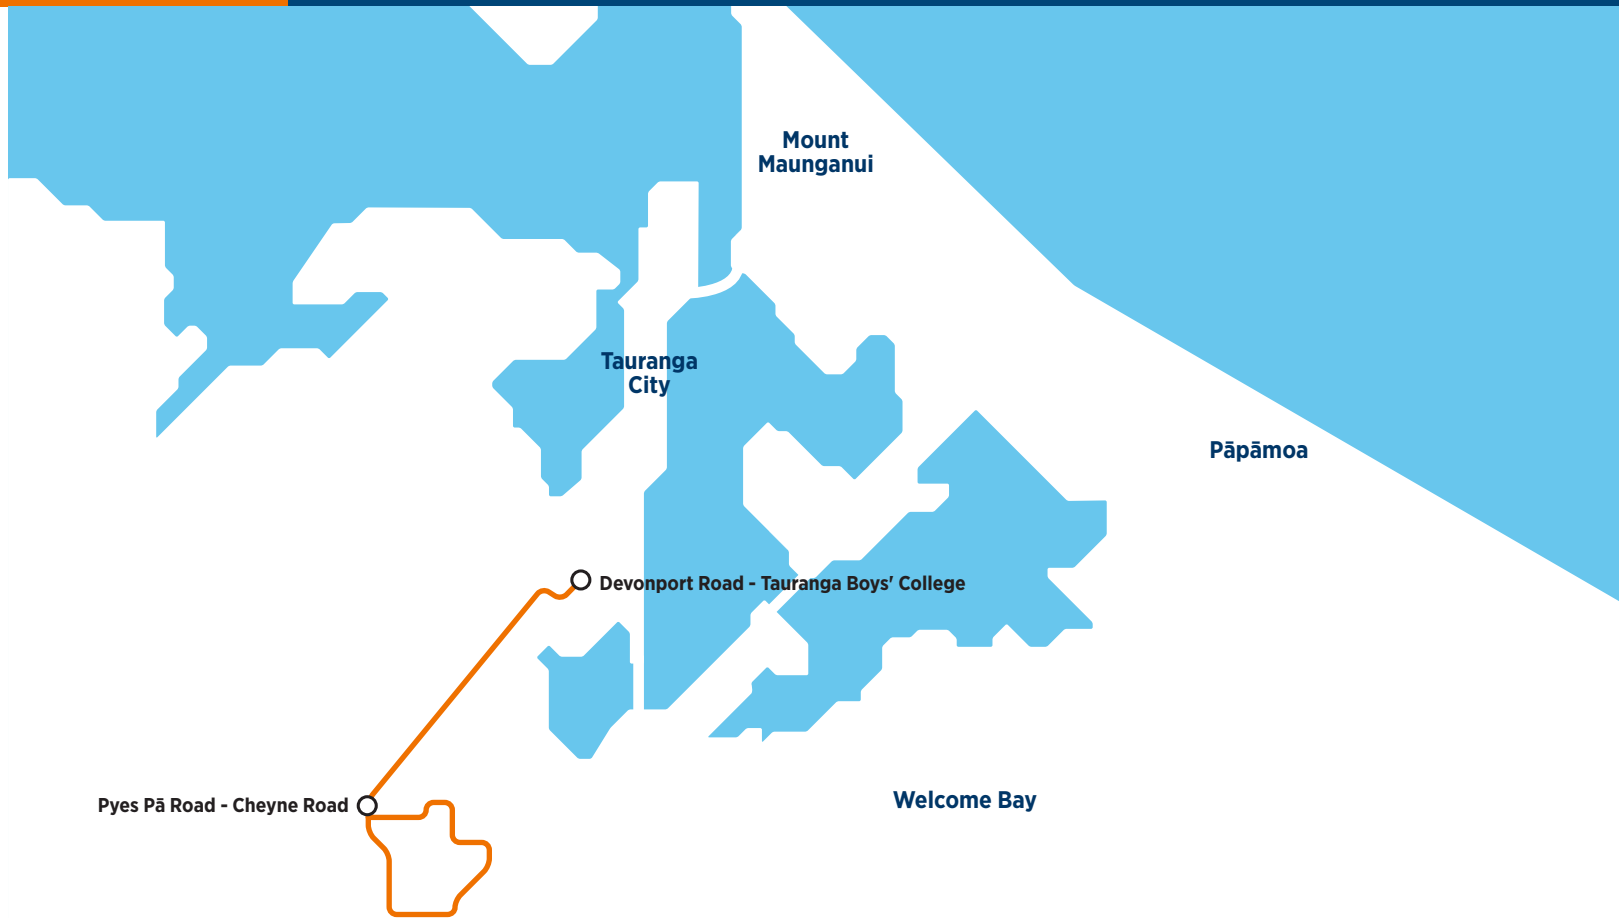 Mount
Maunganui
Tauranga
City
Pāpāmoa
Devonport Road - Tauranga Boys' College
Pyes Pā Road - Cheyne Road
Welcome Bay